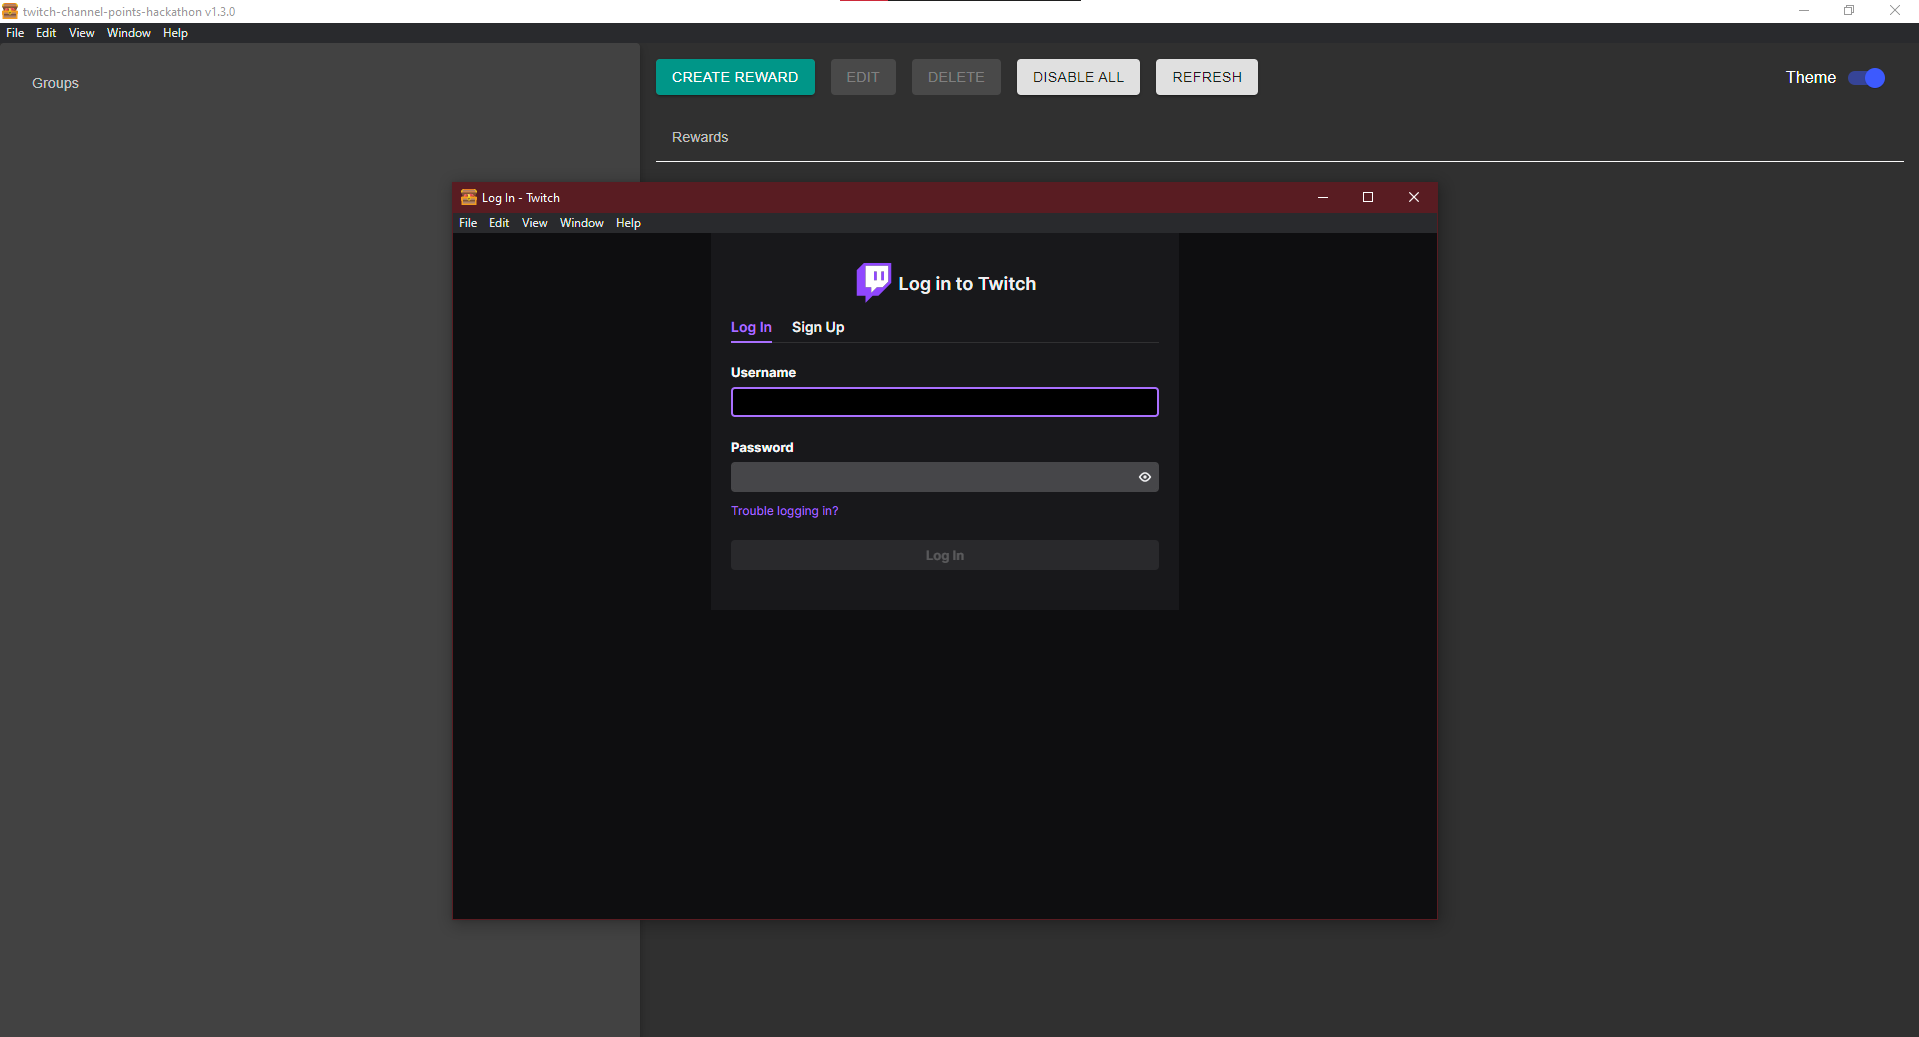 twitch-channel-points-hackathon v1.3.0
File Edit View Window Help
Groups
CREATE REWARD EDIT DELETE DISABLE ALL REFRESH
Theme
Rewards
Log In - Twitch
File Edit View Window Help
Log in to Twitch
Log In Sign Up
Username
Password
Trouble logging in?
Log In